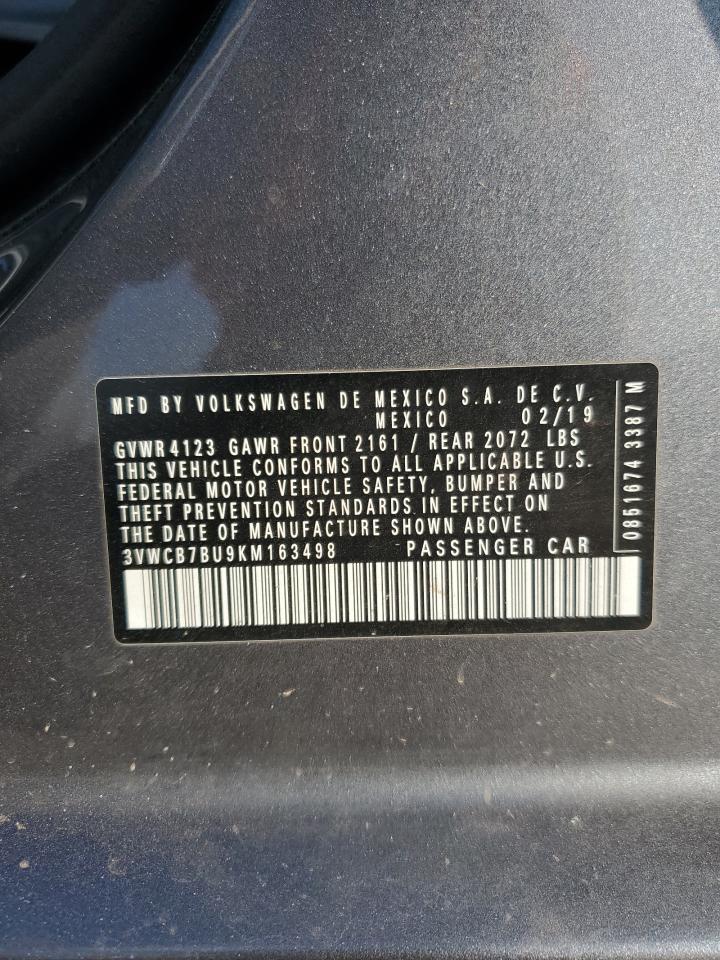 MFD BY VOLKSWAGEN DE MEXICO S.A. DE C.V.
MEXICO 02/19
GVWR 4123 GAWR FRONT 2161 / REAR 2072 LBS
THIS VEHICLE CONFORMS TO ALL APPLICABLE U.S.
FEDERAL MOTOR VEHICLE SAFETY, BUMPER AND
THEFT PREVENTION STANDARDS IN EFFECT ON
THE DATE OF MANUFACTURE SHOWN ABOVE.
3VWCB7BU9KM163498 PASSENGER CAR
0851674 3387 M